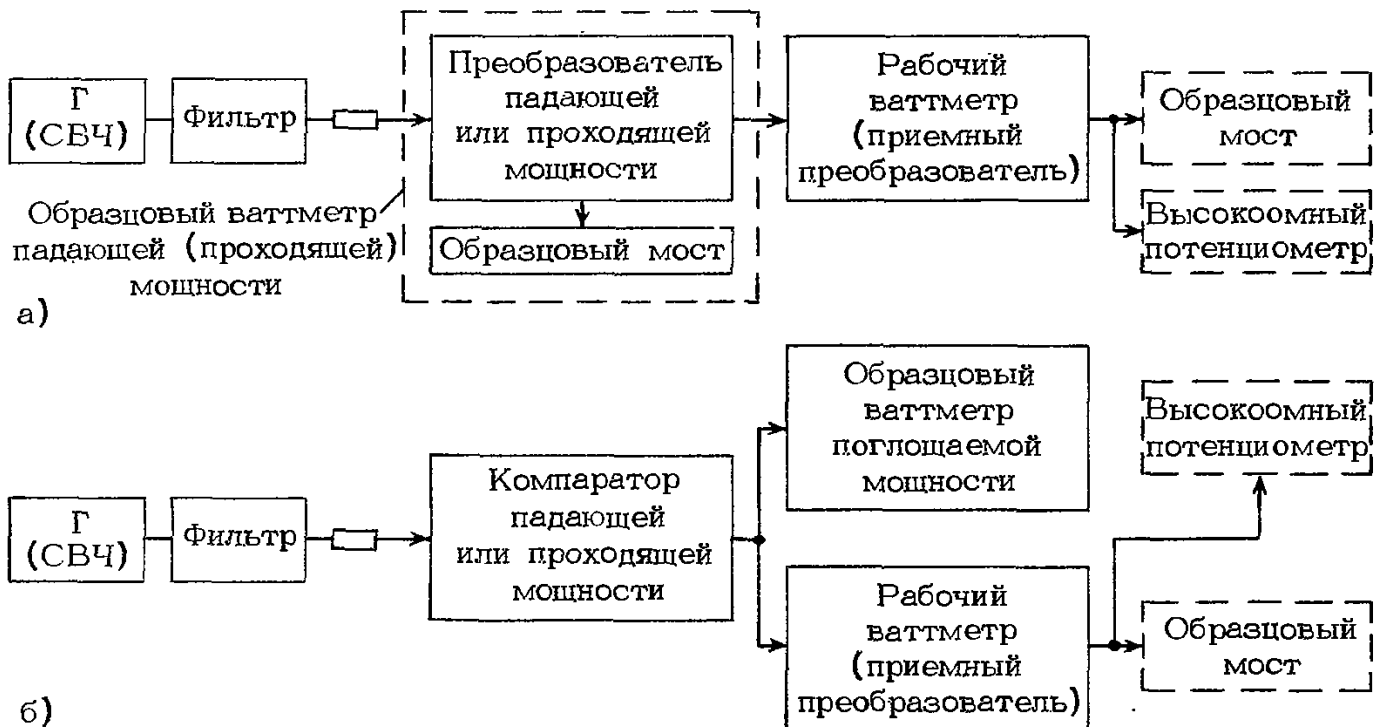 Г
(СВЧ)
Фильтр
Преобразователь
падающей
или проходящей
мощности
Образцовый мост
Образцовый ваттметр
падающей (проходящей)
мощности
Рабочий
ваттметр
(приемный
преобразователь)
Образцовый
мост
Высокоомный
потенциометр
а)
Г
(СВЧ)
Фильтр
Компаратор
падающей
или проходящей
мощности
Образцовый
ваттметр
поглощаемой
мощности
Рабочий
ваттметр
(приемный
преобразователь)
Высокоомный
потенциометр
Образцовый
мост
б)